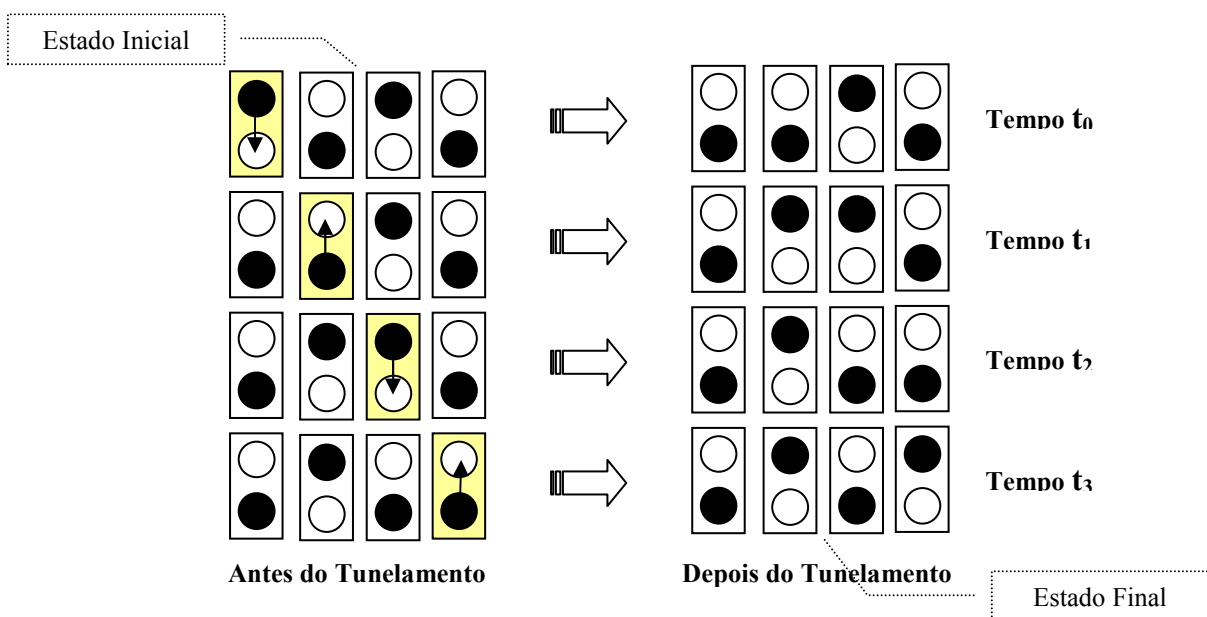 Estado Inicial
Tempo t0
Tempo t1
Tempo t2
Tempo t3
Antes do Tunelamento
Depois do Tunelamento
Estado Final